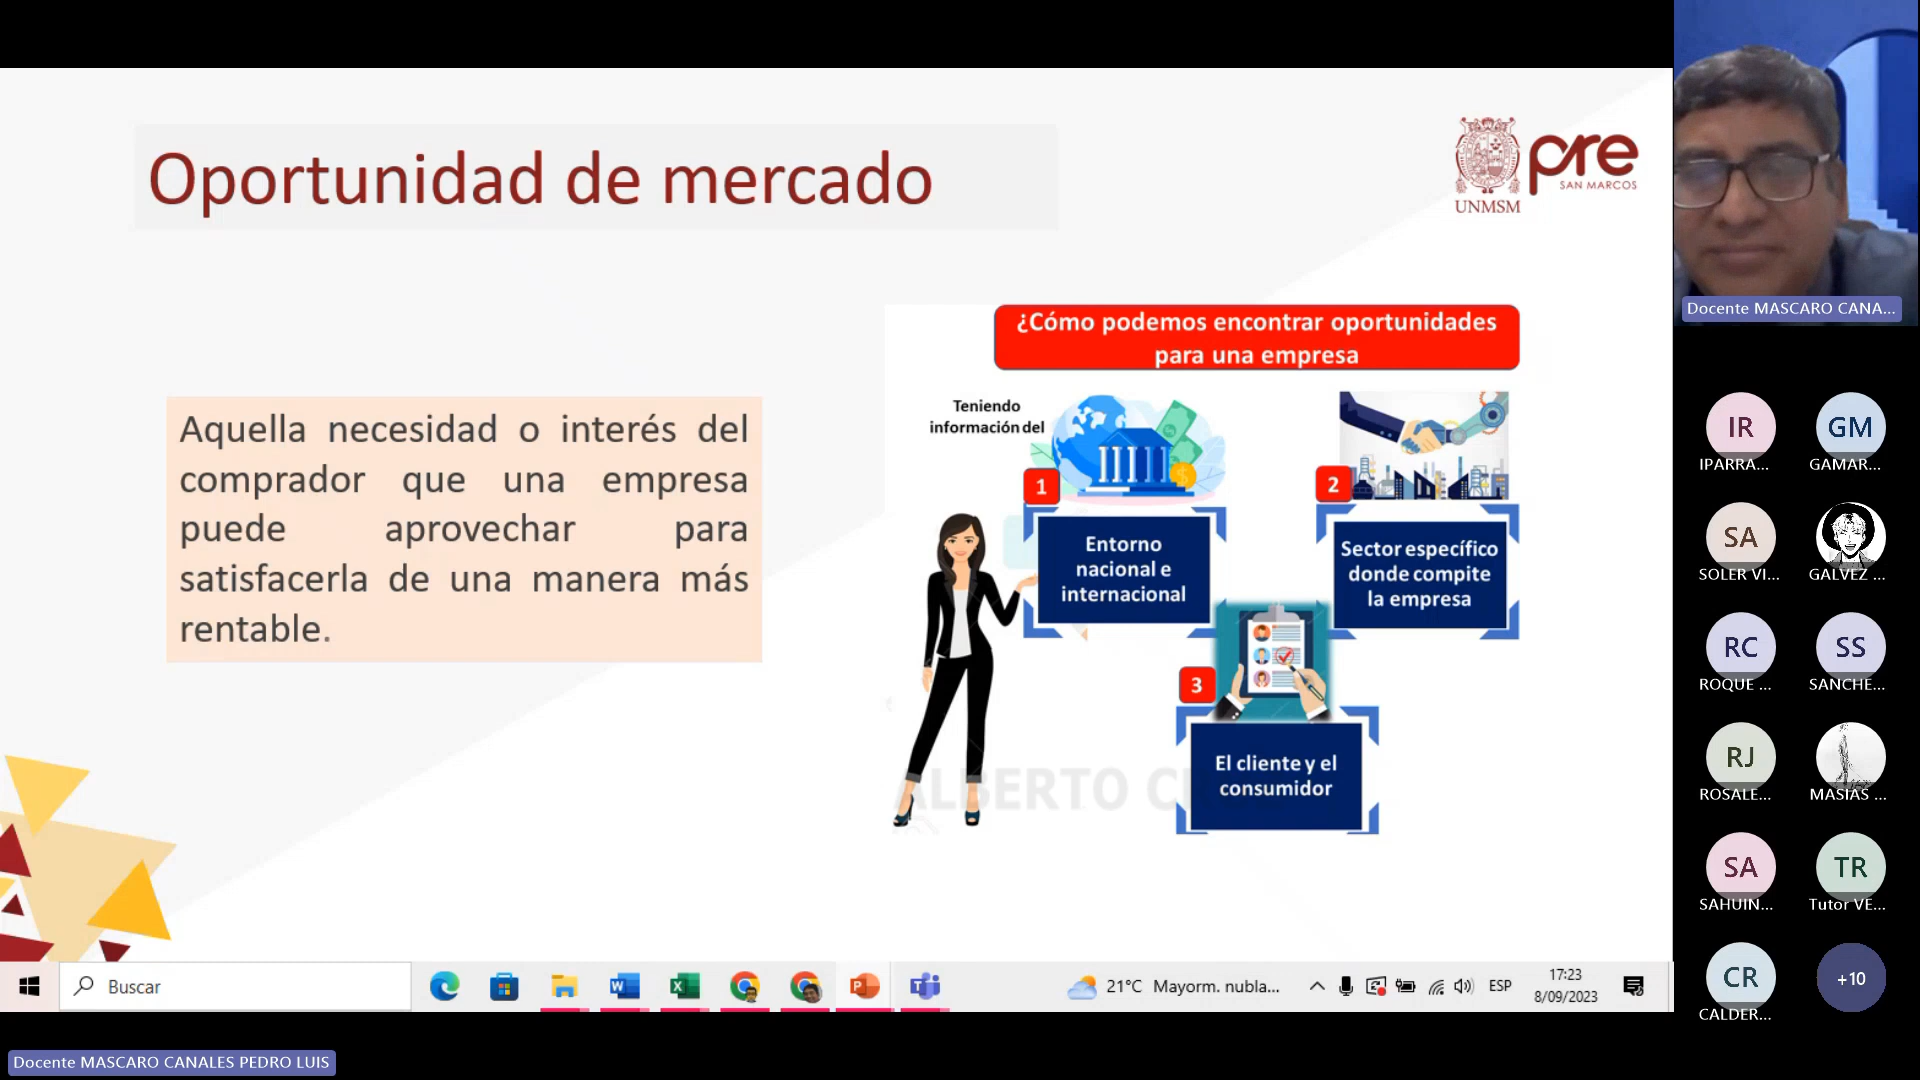 Oportunidad de mercado
UNMSM
pre
SAN MARCOS
Aquella necesidad o interés del
comprador que una empresa
puede aprovechar para
satisfacerla de una manera más
rentable.
¿Cómo podemos encontrar oportunidades
para una empresa
Teniendo
información del
1
Entorno
nacional e
internacional
2
Sector específico
donde compite
la empresa
3
El cliente y el
consumidor
ALBERTO
Docente MASCARO CANA...
IR
IPARRA...
GM
GAMAR...
SA
SOLER VI...
GALVEZ ...
RC
ROQUE ...
SS
SANCHE...
RJ
ROSALE...
MASIAS ...
SA
SAHUIN...
TR
Tutor VE...
CR
CALDER...
+10
Buscar
21°C Mayorm. nubla...
ESP
17:23
8/09/2023
Docente MASCARO CANALES PEDRO LUIS